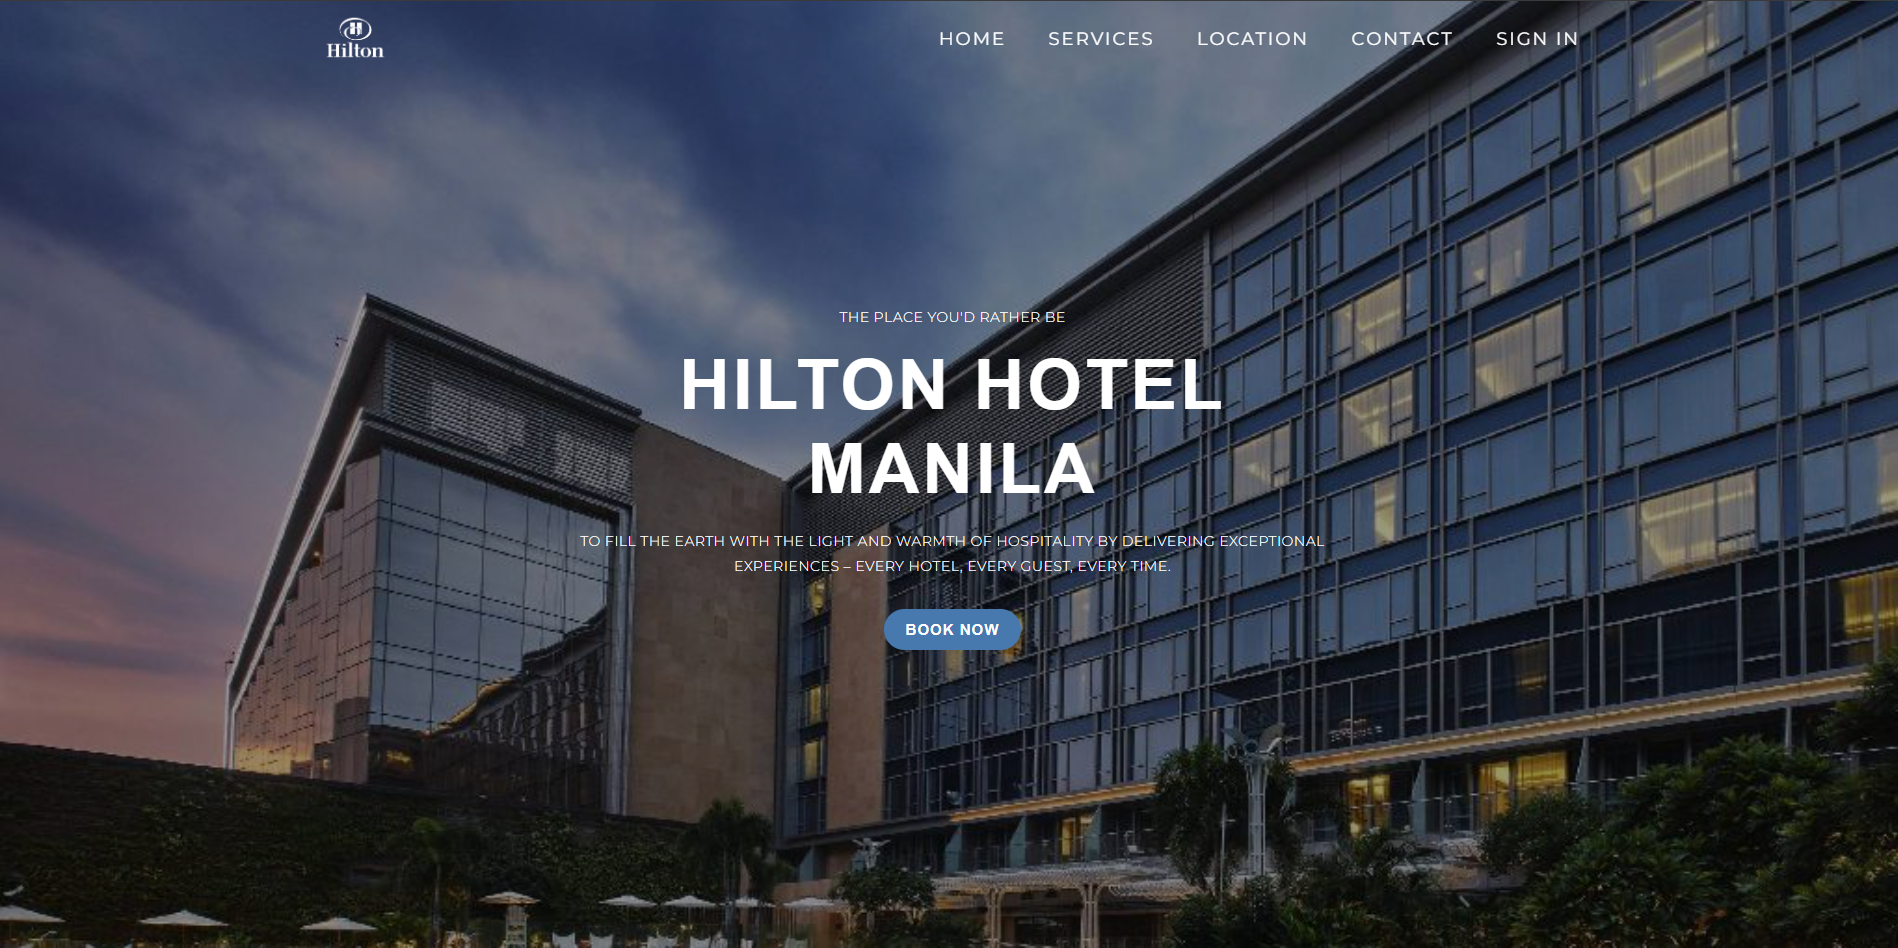 Hilton
HOME SERVICES LOCATION CONTACT SIGN IN
THE PLACE YOU'D RATHER BE
HILTON HOTEL
MANILA
TO FILL THE EARTH WITH THE LIGHT AND WARMTH OF HOSPITALITY BY DELIVERING EXCEPTIONAL
EXPERIENCES – EVERY HOTEL, EVERY GUEST, EVERY TIME.
BOOK NOW